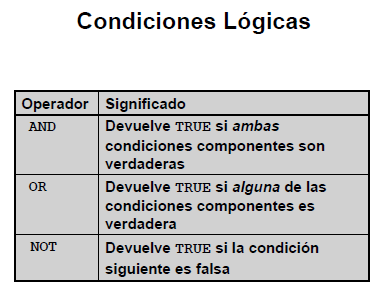 Condiciones Lógicas
Operador Significado
AND Devuelve TRUE si ambas
condiciones componentes son
verdaderas
OR Devuelve TRUE si alguna de las
condiciones componentes es
verdadera
NOT Devuelve TRUE si la condición
siguiente es falsa